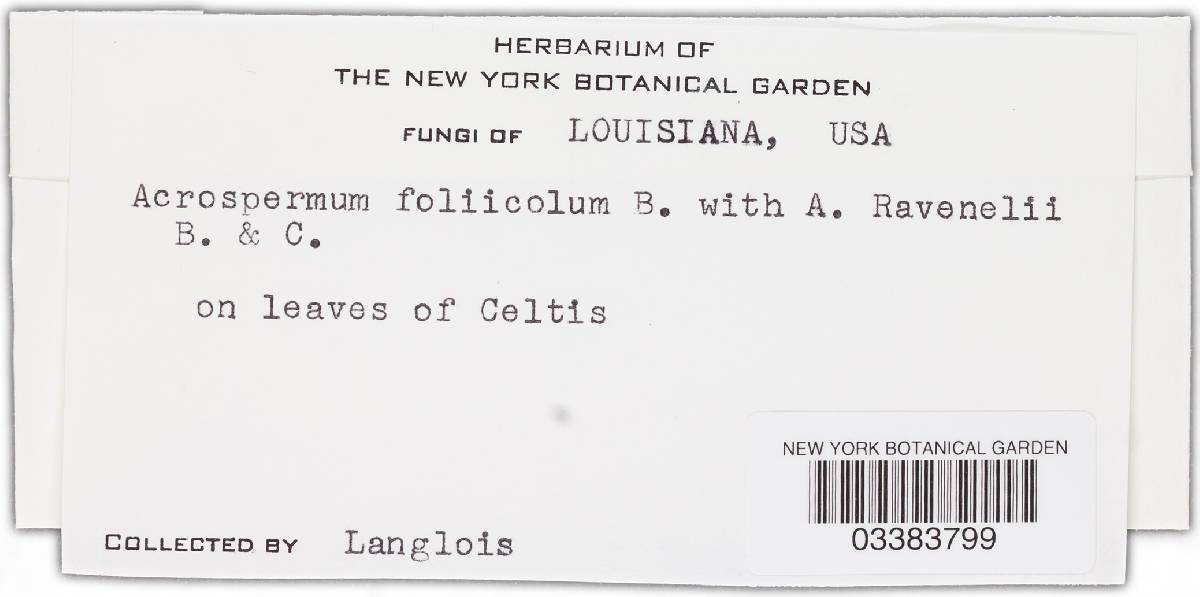 HERBARIUM OF
THE NEW YORK BOTANICAL GARDEN
FUNGI OF LOUISIANA, USA
Acrospermum foliicolum B. with A. Ravenelii
B. & C.
on leaves of Celtis
NEW YORK BOTANICAL GARDEN
03383799
COLLECTED BY Langlois